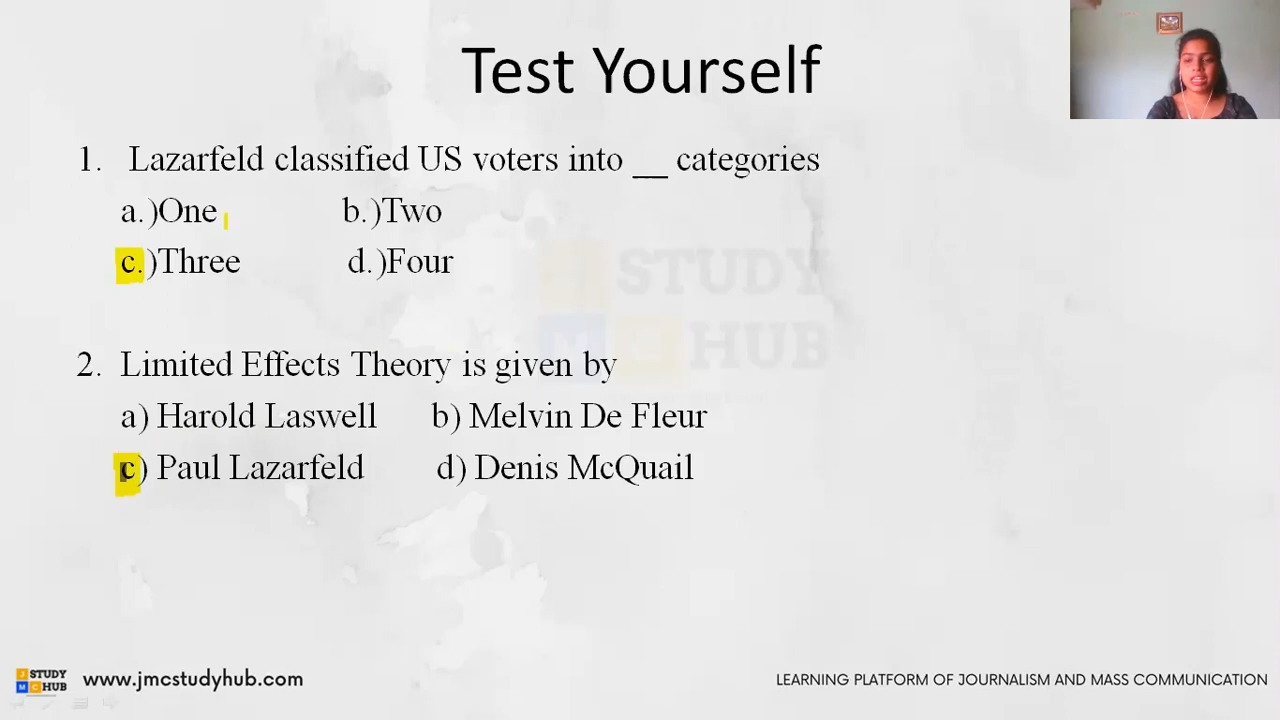 Test Yourself
1. Lazarfeld classified US voters into __ categories
a.)One b.)Two
c.)Three d.)Four
STUDY
HUB
2. Limited Effects Theory is given by
a) Harold Laswell b) Melvin De Fleur
c) Paul Lazarfeld d) Denis McQuail
J STUDY
M C HUB
www.jmcstudyhub.com
LEARNING PLATFORM OF JOURNALISM AND MASS COMMUNICATION